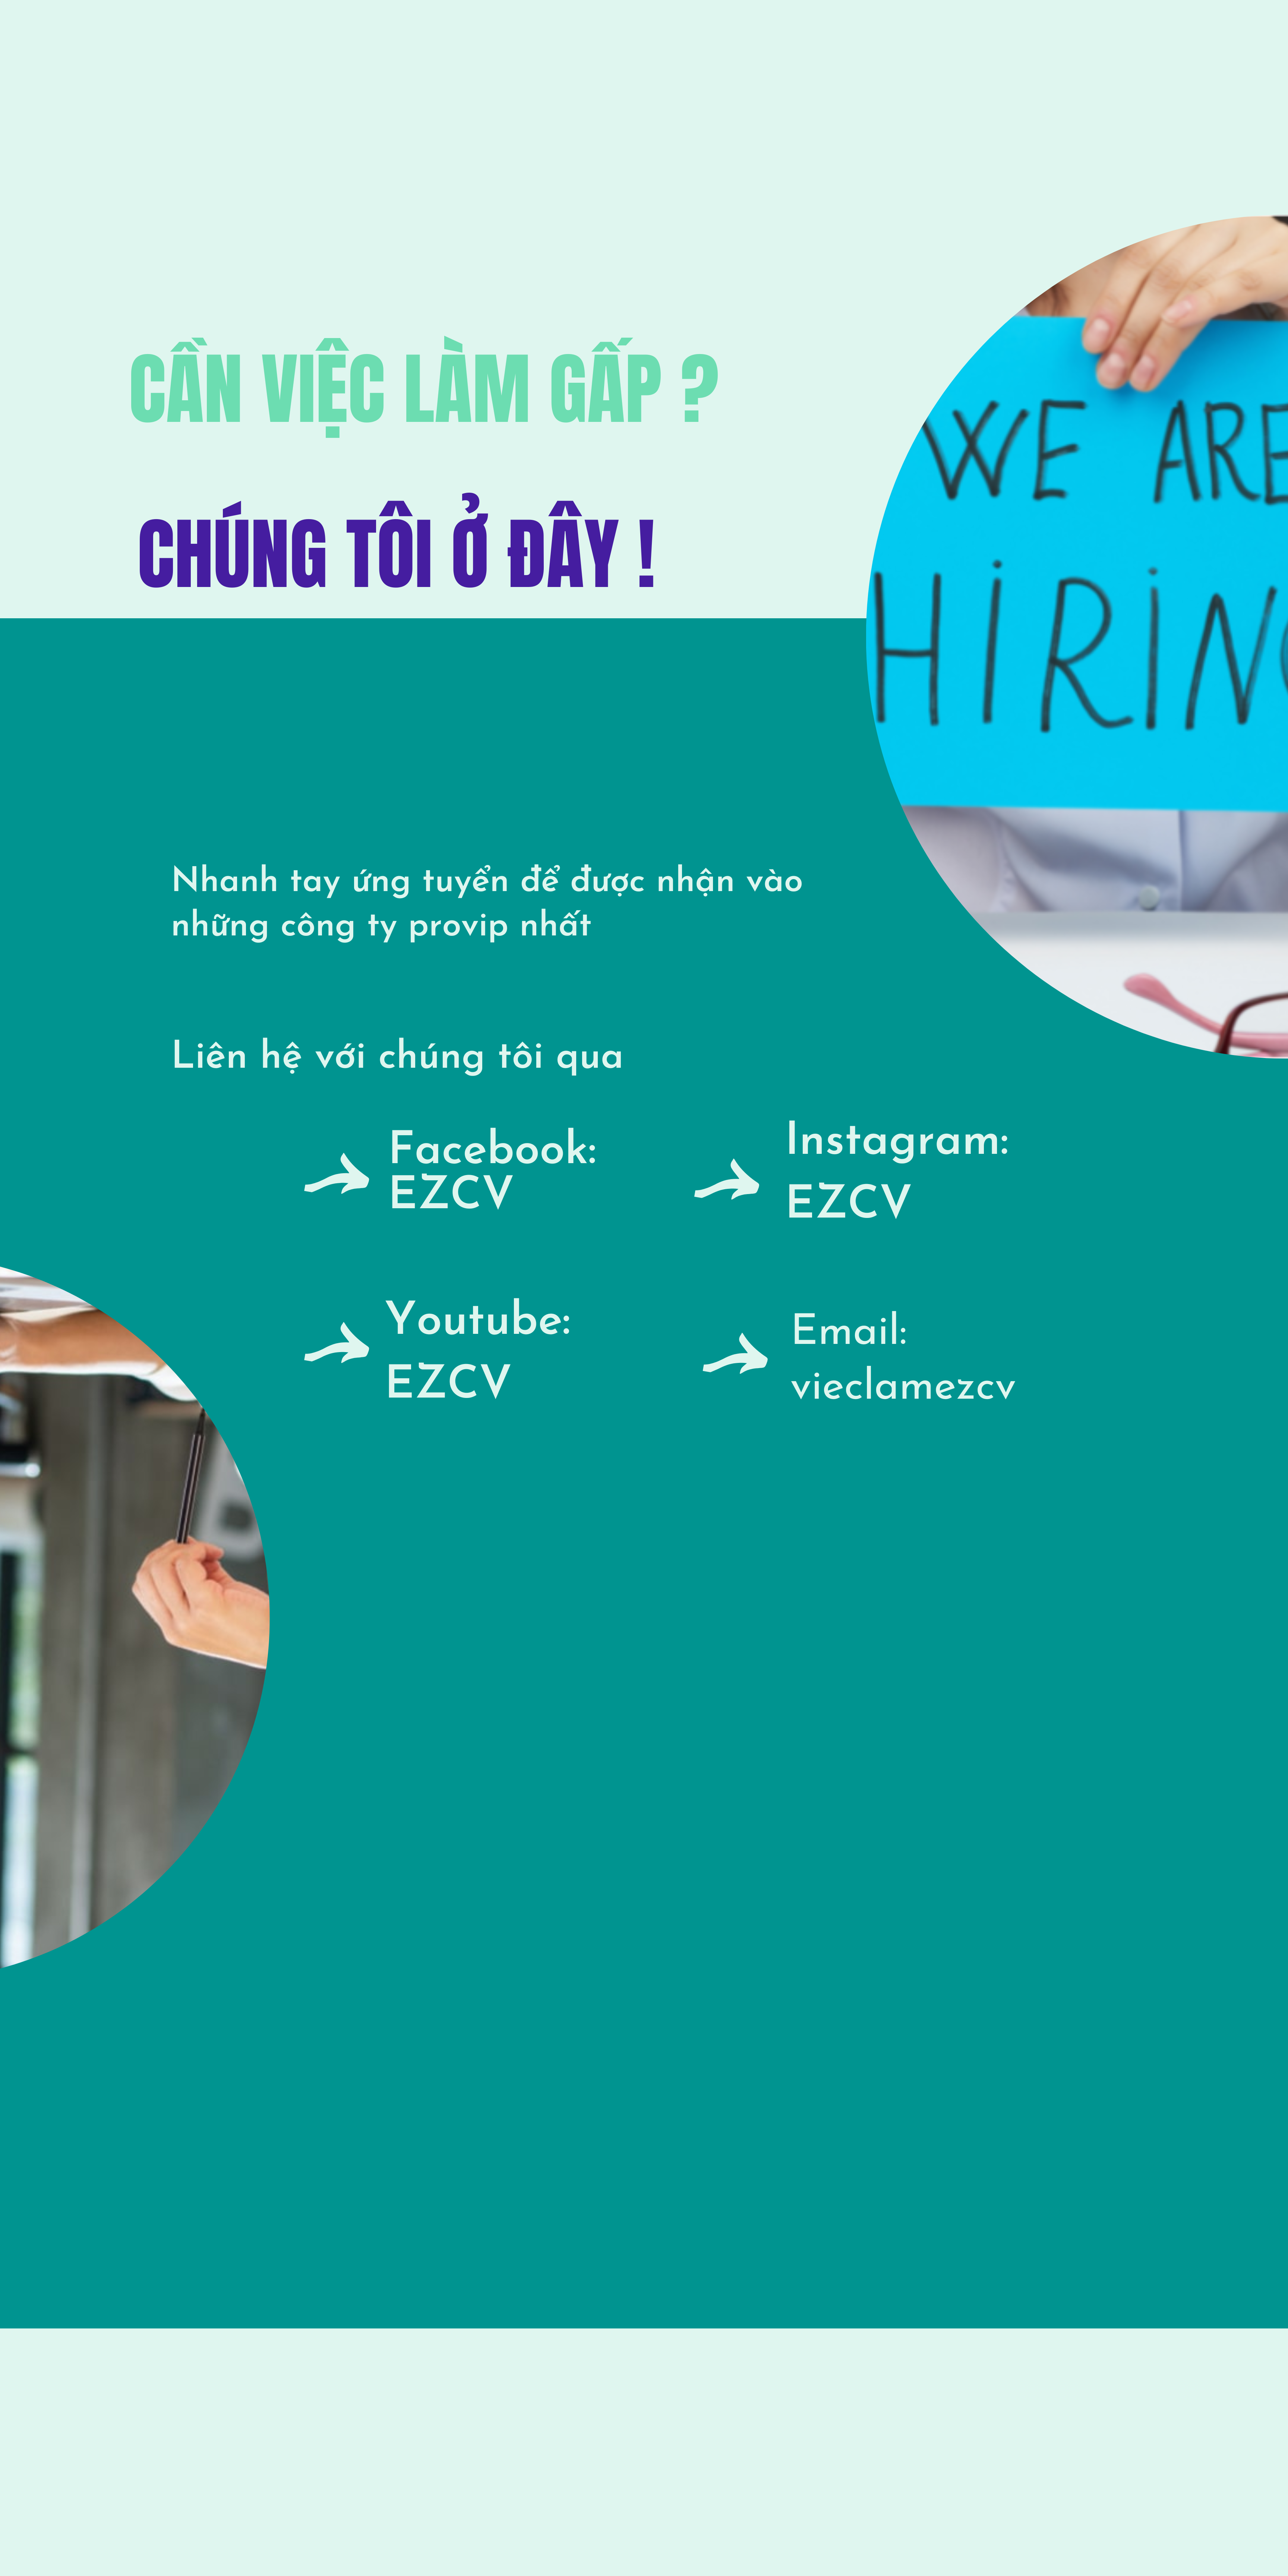 CẦN VIỆC LÀM GẤP ?
CHÚNG TÔI Ở ĐÂY !
WE ARE
HIRING
Nhanh tay ứng tuyển để được nhận vào
những công ty provip nhất
Liên hệ với chúng tôi qua
Facebook:
EZCV
Instagram:
EZCV
Youtube:
EZCV
Email:
vieclamezcv